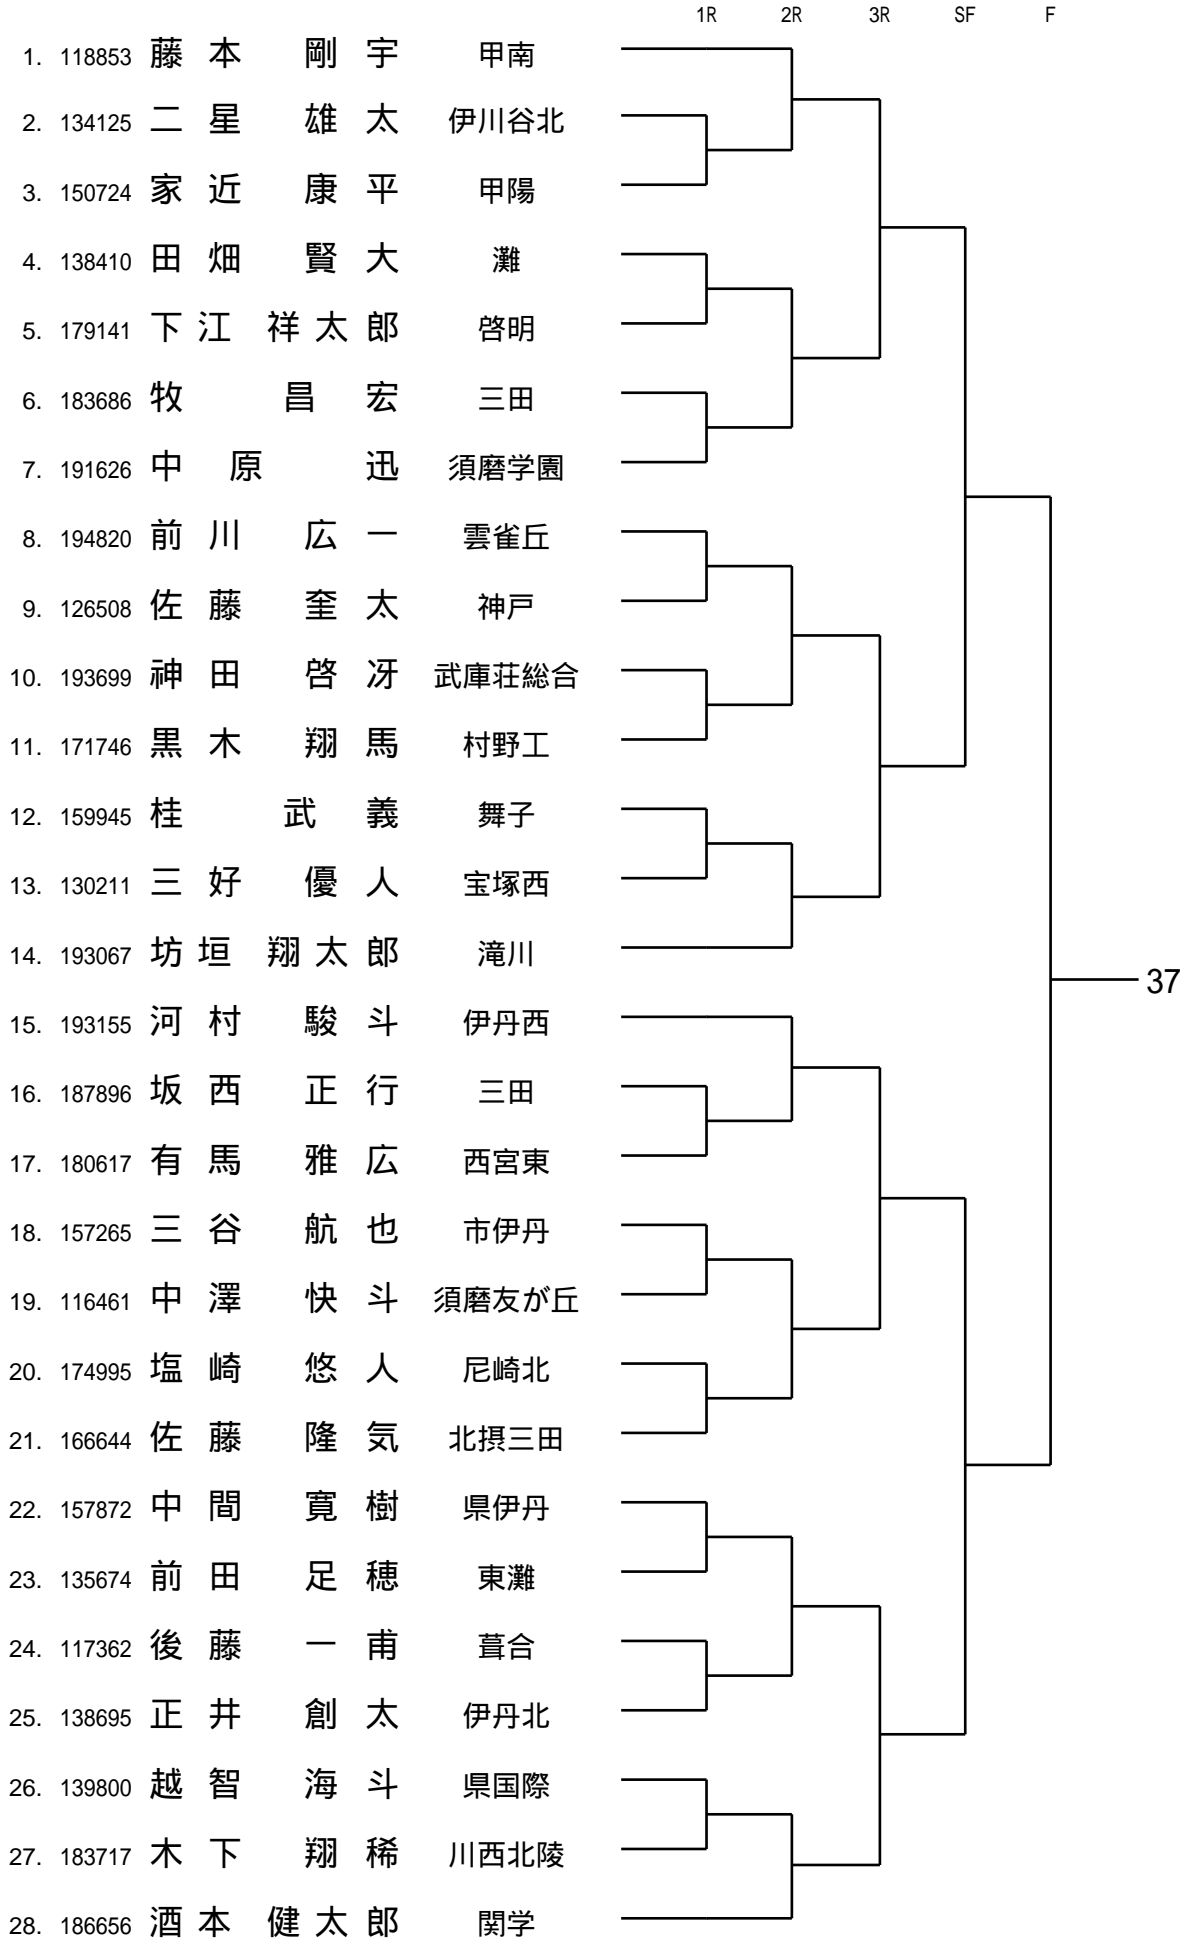 1R 2R 3R SF F
1. 118853 藤本 剛宇 甲南
2. 134125 二星 雄太 伊川谷北
3. 150724 家近 康平 甲陽
4. 138410 田畑 賢大 灘
5. 179141 下江 祥太郎 啓明
6. 183686 牧 昌宏 三田
7. 191626 中原 迅 須磨学園
8. 194820 前川 広一 雲雀丘
9. 126508 佐藤 奎太 神戸
10. 193699 神田 啓冴 武庫荘総合
11. 171746 黒木 翔馬 村野工
12. 159945 桂 武義 舞子
13. 130211 三好 優人 宝塚西
14. 193067 坊垣 翔太郎 滝川
37
15. 193155 河村 駿斗 伊丹西
16. 187896 坂西 正行 三田
17. 180617 有馬 雅広 西宮東
18. 157265 三谷 航也 市伊丹
19. 116461 中澤 快斗 須磨友が丘
20. 174995 塩崎 悠人 尼崎北
21. 166644 佐藤 隆気 北摂三田
22. 157872 中間 寛樹 県伊丹
23. 135674 前田 足穂 東灘
24. 117362 後藤 一甫 葺合
25. 138695 正井 創太 伊丹北
26. 139800 越智 海斗 県国際
27. 183717 木下 翔稀 川西北陵
28. 186656 酒本 健太郎 関学